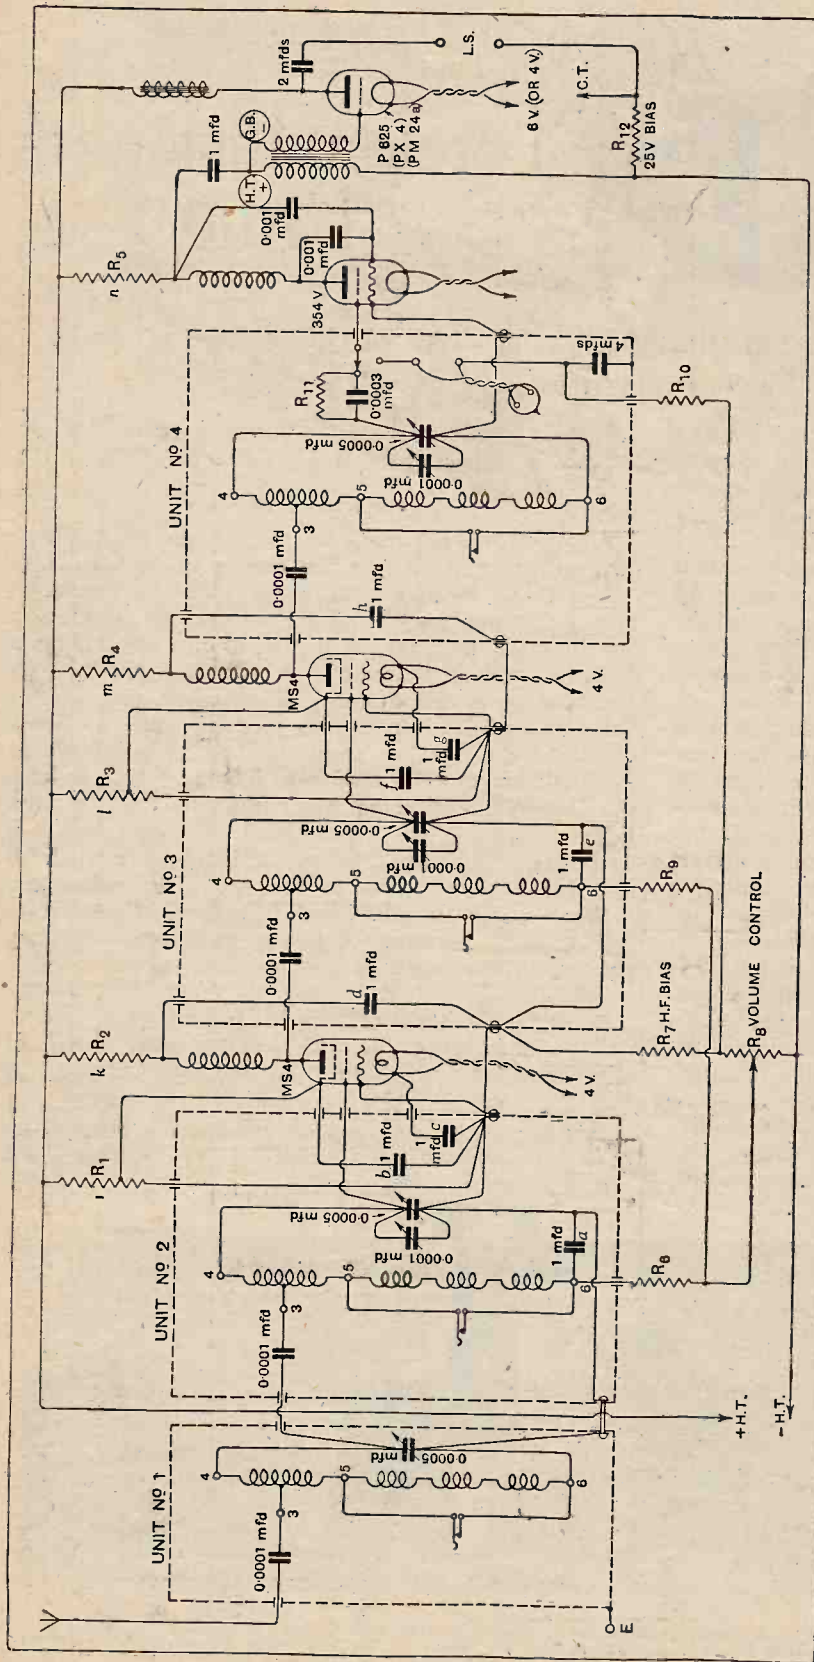 UNIT Nº 1
0·0001 mfd
3
4
5
6
0·0005 mfd
E
UNIT Nº 2
0·0001 mfd
3
4
5
6
0·0001 mfd
0·0005 mfd
1 mfd
a
b 1 mfd
1 mfd c
R1
R6
+H.T.
-H.T.
k R2
MS4
4 V.
UNIT Nº 3
d
1 mfd
0·0001 mfd
3
4
5
6
0·0001 mfd
0·0005 mfd
1 mfd
e
f 1 mfd
1 mfd g
l R3
R9
R7 H.F. BIAS
R8 VOLUME CONTROL
m R4
MS4
4 V.
UNIT Nº 4
h
1 mfd
0·0001 mfd
3
4
5
6
0·0001 mfd
0·0005 mfd
R11
0·0003 mfd
4 mfds
R10
n R5
354 V
0·001 mfd
0·001 mfd
H.T. +
G.B. -
1 mfd
2 mfds
P 625
(PX 4)
(PM 24a)
6 V. (OR 4 V.)
L.S.
C.T.
R12
25V BIAS